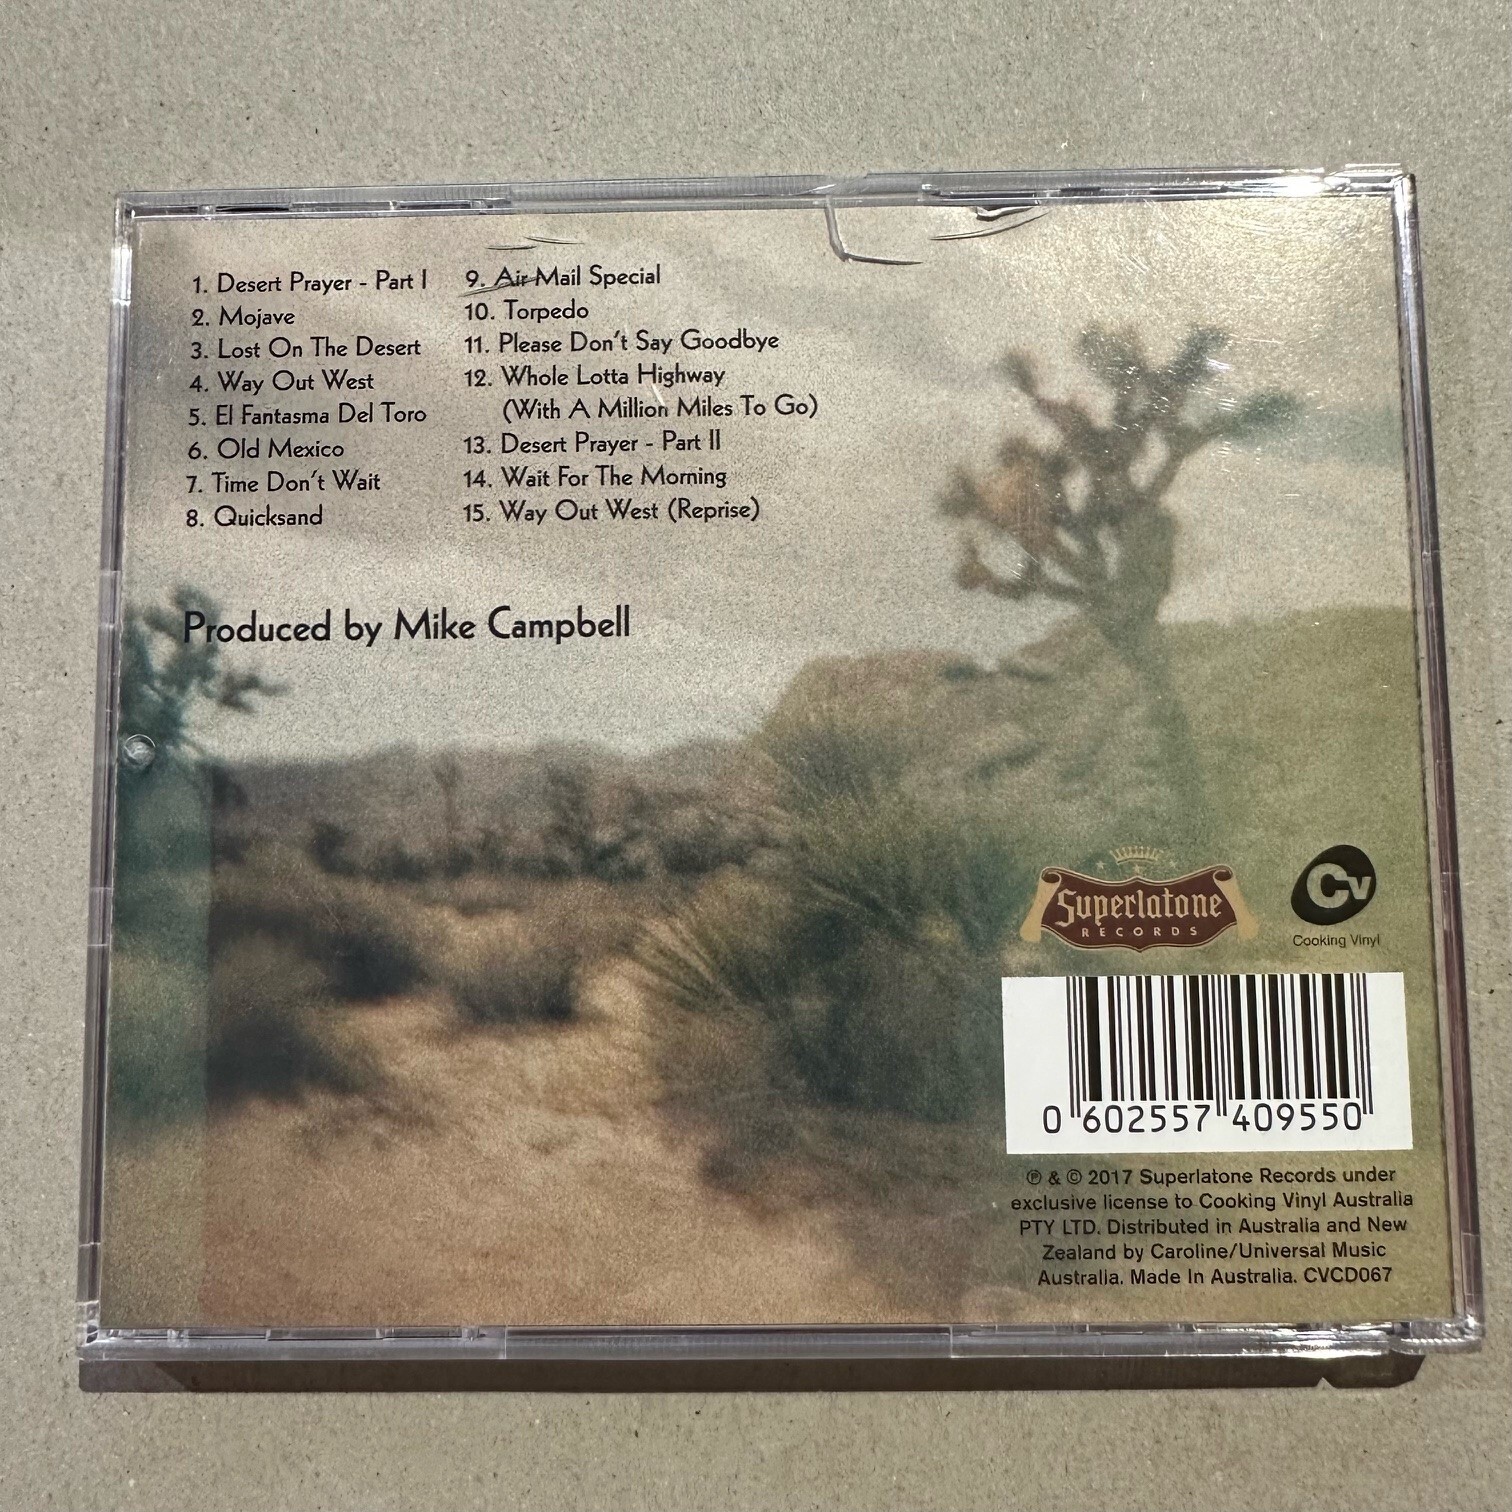 1. Desert Prayer - Part I
2. Mojave
3. Lost On The Desert
4. Way Out West
5. El Fantasma Del Toro
6. Old Mexico
7. Time Don't Wait
8. Quicksand
9. Air Mail Special
10. Torpedo
11. Please Don't Say Goodbye
12. Whole Lotta Highway
(With A Million Miles To Go)
13. Desert Prayer - Part II
14. Wait For The Morning
15. Way Out West (Reprise)
Produced by Mike Campbell
Superlatone
RECORDS
Cv
Cooking Vinyl
0 602557 409550
℗ & © 2017 Superlatone Records under
exclusive license to Cooking Vinyl Australia
PTY LTD. Distributed in Australia and New
Zealand by Caroline/Universal Music
Australia. Made In Australia. CVCD067